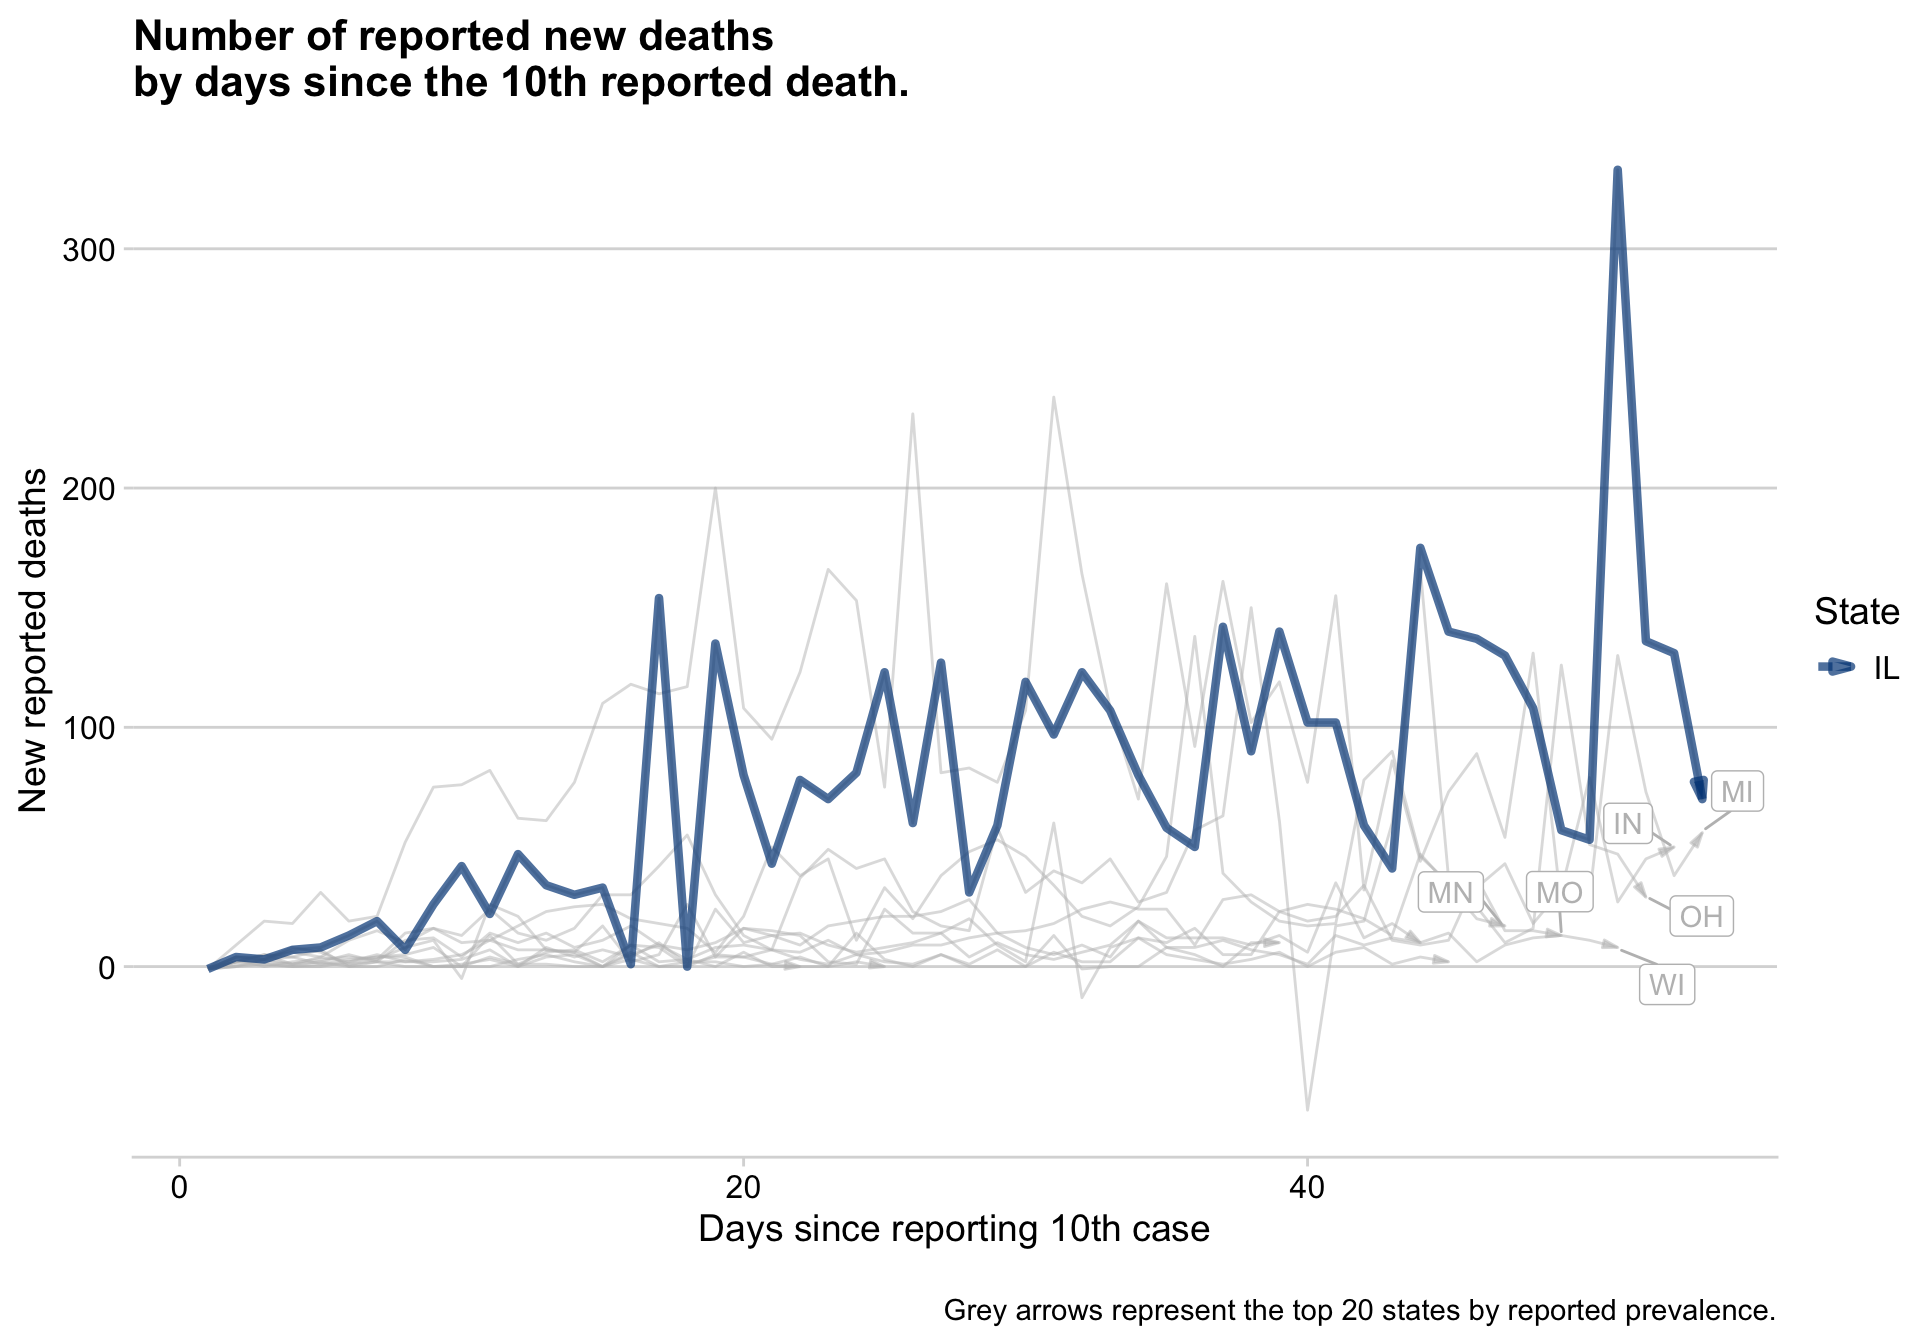 Number of reported new deaths
by days since the 10th reported death.
New reported deaths
300
200
100
0
MI
IN
MN
MO
OH
WI
State
IL
0
20
40
Days since reporting 10th case
Grey arrows represent the top 20 states by reported prevalence.